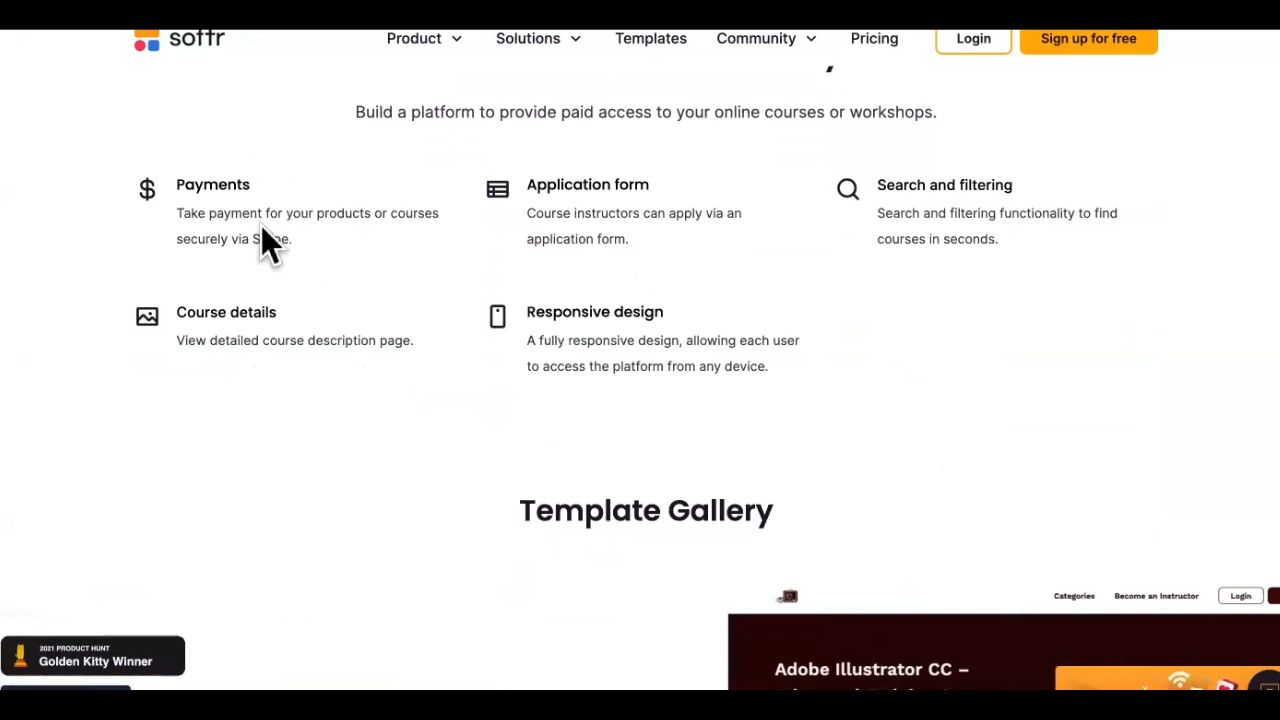 softr
Product
Solutions
Templates
Community
Pricing
Login
Sign up for free
Build a platform to provide paid access to your online courses or workshops.
Payments
Take payment for your products or courses
securely via
Application form
Course instructors can apply via an
application form.
Search and filtering
Search and filtering functionality to find
courses in seconds.
Course details
View detailed course description page.
Responsive design
A fully responsive design, allowing each user
to access the platform from any device.
Template Gallery
Categories
Become an Instructor
Login
2021 PRODUCT HUNT
Golden Kitty Winner
Adobe Illustrator CC –